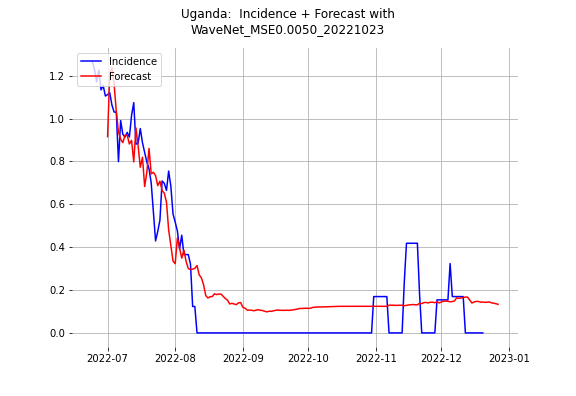 Uganda: Incidence + Forecast with
WaveNet_MSE0.0050_20221023
Incidence
Forecast
1.2
1.0
0.8
0.6
0.4
0.2
0.0
2022-07 2022-08 2022-09 2022-10 2022-11 2022-12 2023-01